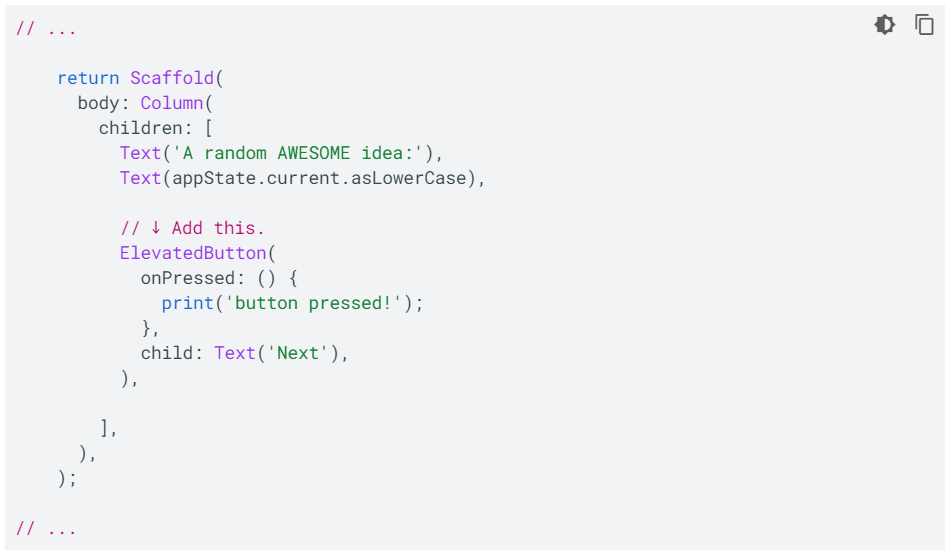 // ...
return Scaffold(
body: Column(
children: [
Text('A random AWESOME idea:'),
Text(appState.current.asLowerCase),
// ↓ Add this.
ElevatedButton(
onPressed: () {
print('button pressed!');
},
child: Text('Next'),
),
],
),
);
// ...